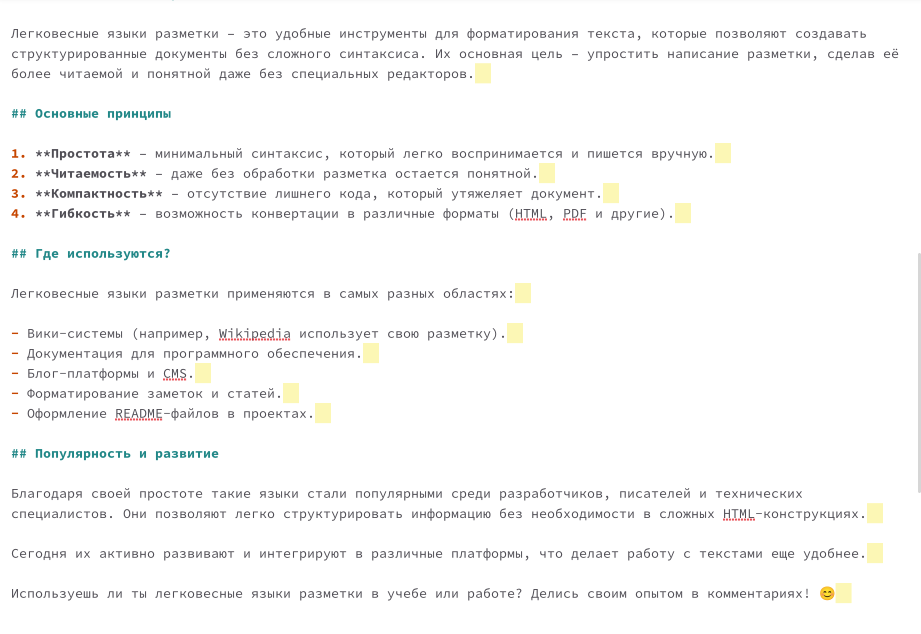 Легковесные языки разметки – это удобные инструменты для форматирования текста, которые позволяют создавать
структурированные документы без сложного синтаксиса. Их основная цель – упростить написание разметки, сделав её
более читаемой и понятной даже без специальных редакторов.
## Основные принципы
1. **Простота** – минимальный синтаксис, который легко воспринимается и пишется вручную.
2. **Читаемость** – даже без обработки разметка остается понятной.
3. **Компактность** – отсутствие лишнего кода, который утяжеляет документ.
4. **Гибкость** – возможность конвертации в различные форматы (HTML, PDF и другие).
## Где используются?
Легковесные языки разметки применяются в самых разных областях:
- Вики-системы (например, Wikipedia использует свою разметку).
- Документация для программного обеспечения.
- Блог-платформы и CMS.
- Форматирование заметок и статей.
- Оформление README-файлов в проектах.
## Популярность и развитие
Благодаря своей простоте такие языки стали популярными среди разработчиков, писателей и технических
специалистов. Они позволяют легко структурировать информацию без необходимости в сложных HTML-конструкциях.
Сегодня их активно развивают и интегрируют в различные платформы, что делает работу с текстами еще удобнее.
Используешь ли ты легковесные языки разметки в учебе или работе? Делись своим опытом в комментариях! 😊